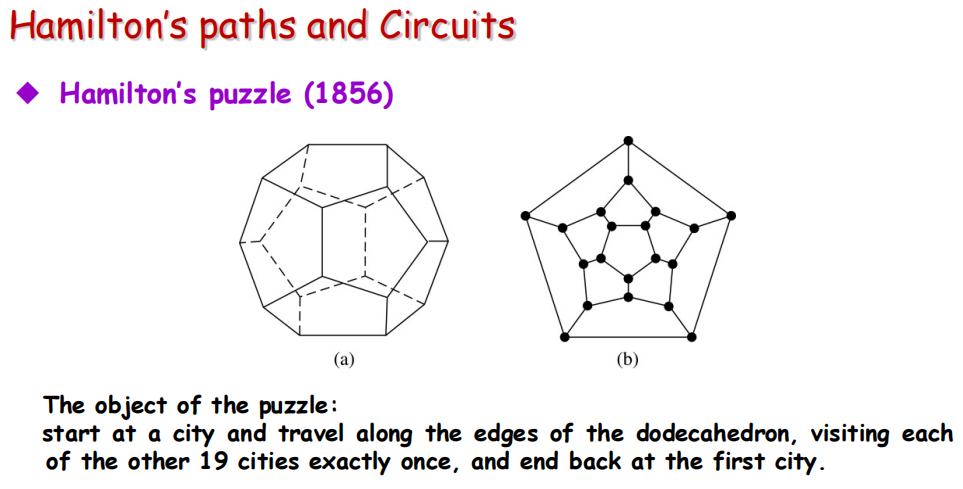 Hamilton's paths and Circuits
Hamilton's puzzle (1856)
(a)
(b)
The object of the puzzle:
start at a city and travel along the edges of the dodecahedron, visiting each
of the other 19 cities exactly once, and end back at the first city.